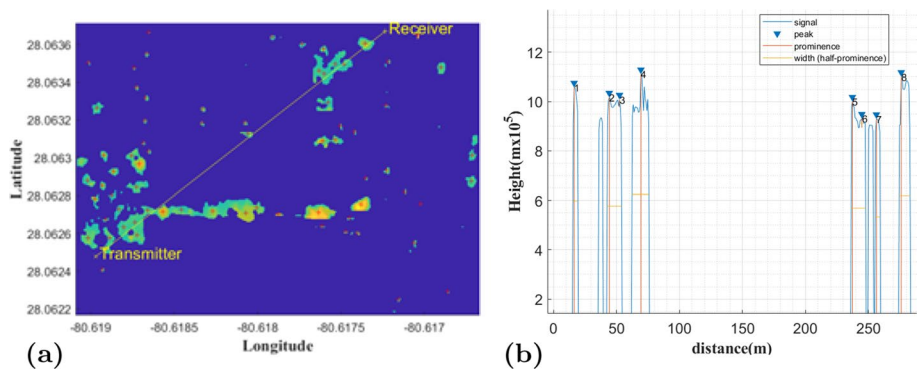 28.0636
28.0634
28.0632
28.063
28.0628
28.0626
28.0624
28.0622
Latitude
Receiver
Transmitter
-80.619
-80.6185
-80.618
-80.6175
-80.617
Longitude
(a)
12
10
8
6
4
2
Height(mx10⁵)
signal
peak
prominence
width (half-prominence)
1
2
3
4
5
6
7
8
0
50
100
150
200
250
distance(m)
(b)